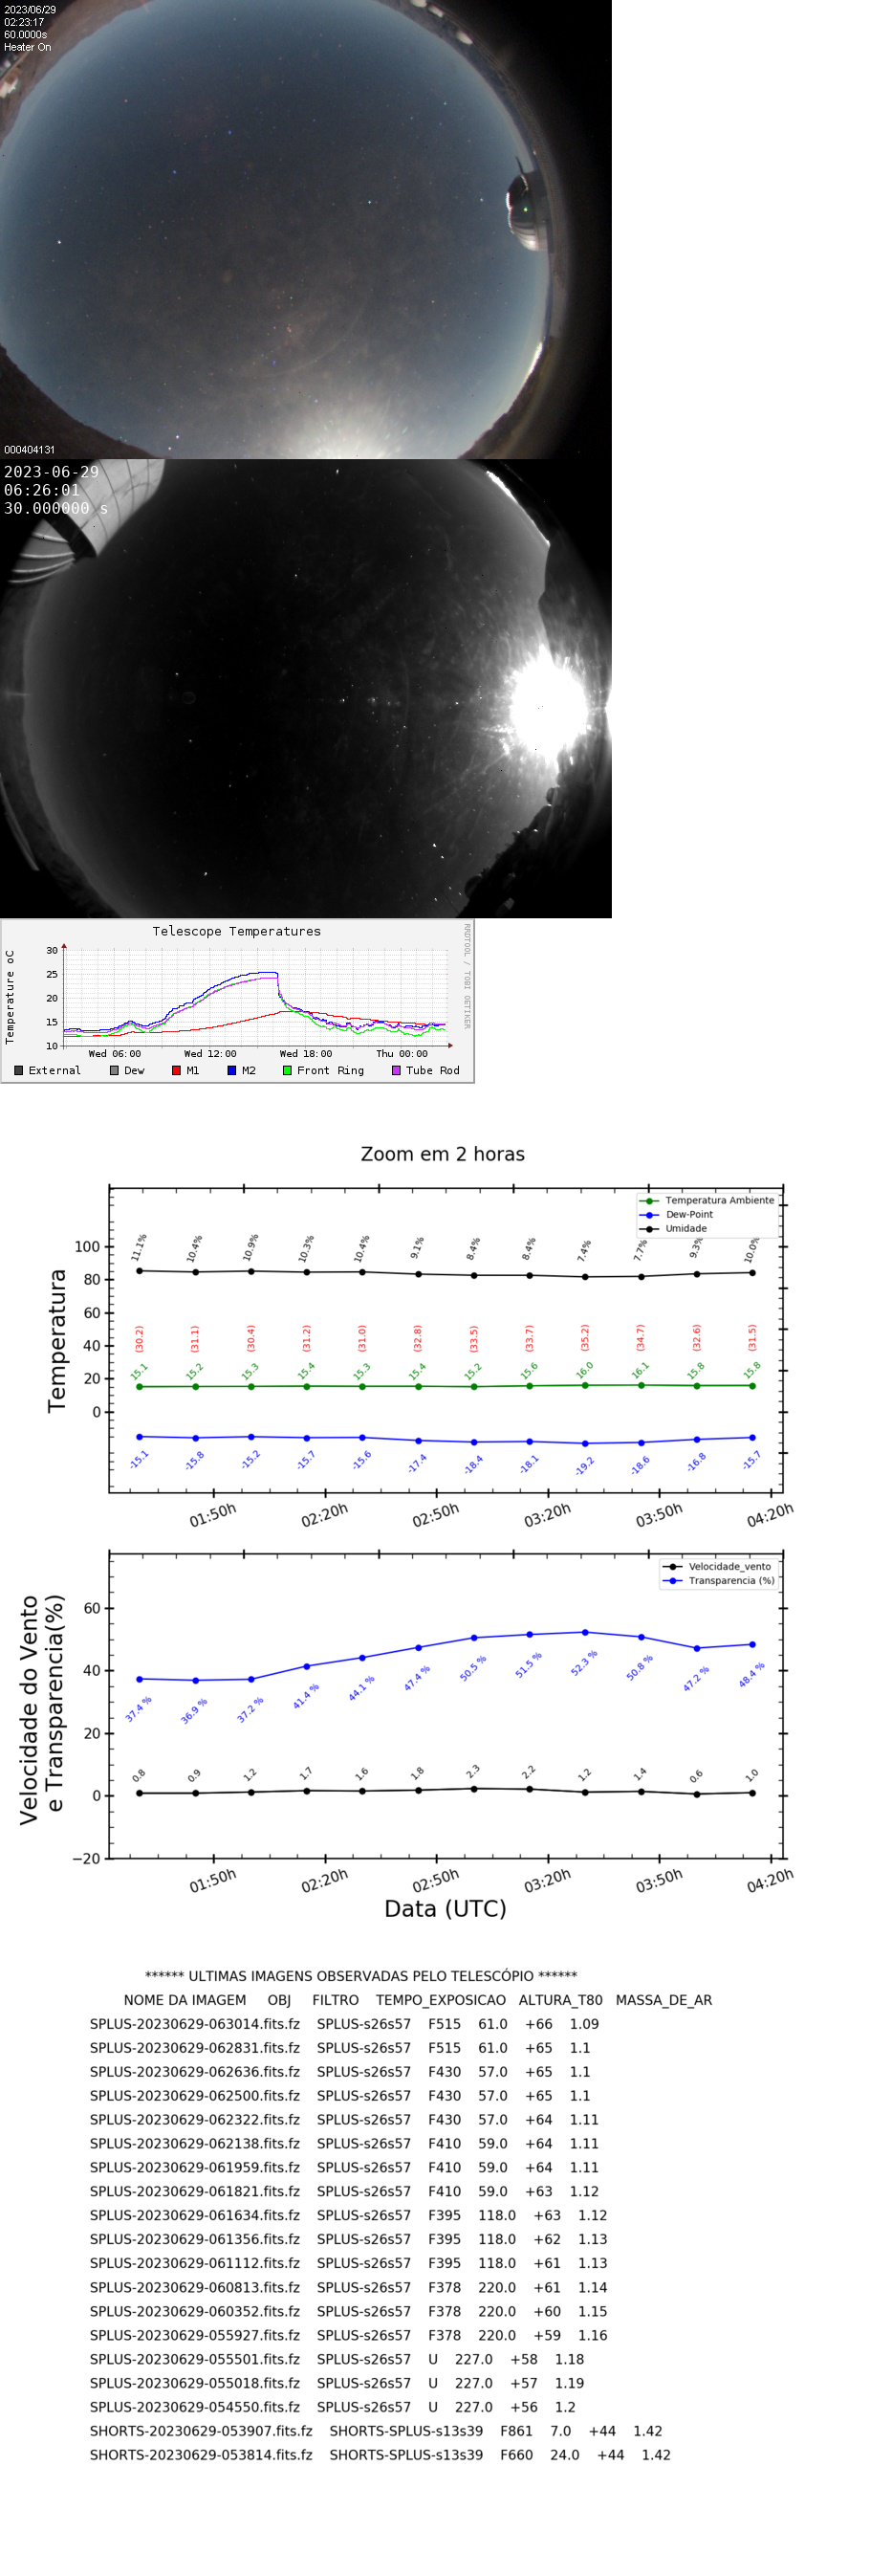 2023/06/29
02:23:17
60.0000s
Heater On
000404131
2023-06-29
06:26:01
30.000000 s
Telescope Temperatures
RRDTOOL / TOBI OETIKER
Temperature oC
30
25
20
15
10
Wed 06:00 Wed 12:00 Wed 18:00 Thu 00:00
External Dew M1 M2 Front Ring Tube Rod
Zoom em 2 horas
Temperatura Ambiente
Dew-Point
Umidade
Temperatura
100
80
60
40
20
0
11.1% 10.4% 10.9% 10.3% 10.4% 9.1% 8.4% 8.4% 7.4% 7.7% 9.3% 10.0%
(30.2) (31.1) (30.4) (31.2) (31.0) (32.8) (33.5) (33.7) (35.2) (34.7) (32.6) (31.5)
15.1 15.2 15.3 15.4 15.3 15.4 15.2 15.6 16.0 16.1 15.8 15.8
-15.1 -15.8 -15.2 -15.7 -15.6 -17.4 -18.4 -18.1 -19.2 -18.6 -16.8 -15.7
01:50h 02:20h 02:50h 03:20h 03:50h 04:20h
Velocidade_vento
Transparencia (%)
Velocidade do Vento
e Transparencia(%)
60
40
20
0
−20
37.4 % 36.9 % 37.2 % 41.4 % 44.1 % 47.4 % 50.5 % 51.5 % 52.3 % 50.8 % 47.2 % 48.4 %
0.8 0.9 1.2 1.7 1.6 1.8 2.3 2.2 1.2 1.4 0.6 1.0
01:50h 02:20h 02:50h 03:20h 03:50h 04:20h
Data (UTC)
****** ULTIMAS IMAGENS OBSERVADAS PELO TELESCÓPIO ******
NOME DA IMAGEM OBJ FILTRO TEMPO_EXPOSICAO ALTURA_T80 MASSA_DE_AR
SPLUS-20230629-063014.fits.fz SPLUS-s26s57 F515 61.0 +66 1.09
SPLUS-20230629-062831.fits.fz SPLUS-s26s57 F515 61.0 +65 1.1
SPLUS-20230629-062636.fits.fz SPLUS-s26s57 F430 57.0 +65 1.1
SPLUS-20230629-062500.fits.fz SPLUS-s26s57 F430 57.0 +65 1.1
SPLUS-20230629-062322.fits.fz SPLUS-s26s57 F430 57.0 +64 1.11
SPLUS-20230629-062138.fits.fz SPLUS-s26s57 F410 59.0 +64 1.11
SPLUS-20230629-061959.fits.fz SPLUS-s26s57 F410 59.0 +64 1.11
SPLUS-20230629-061821.fits.fz SPLUS-s26s57 F410 59.0 +63 1.12
SPLUS-20230629-061634.fits.fz SPLUS-s26s57 F395 118.0 +63 1.12
SPLUS-20230629-061356.fits.fz SPLUS-s26s57 F395 118.0 +62 1.13
SPLUS-20230629-061112.fits.fz SPLUS-s26s57 F395 118.0 +61 1.13
SPLUS-20230629-060813.fits.fz SPLUS-s26s57 F378 220.0 +61 1.14
SPLUS-20230629-060352.fits.fz SPLUS-s26s57 F378 220.0 +60 1.15
SPLUS-20230629-055927.fits.fz SPLUS-s26s57 F378 220.0 +59 1.16
SPLUS-20230629-055501.fits.fz SPLUS-s26s57 U 227.0 +58 1.18
SPLUS-20230629-055018.fits.fz SPLUS-s26s57 U 227.0 +57 1.19
SPLUS-20230629-054550.fits.fz SPLUS-s26s57 U 227.0 +56 1.2
SHORTS-20230629-053907.fits.fz SHORTS-SPLUS-s13s39 F861 7.0 +44 1.42
SHORTS-20230629-053814.fits.fz SHORTS-SPLUS-s13s39 F660 24.0 +44 1.42